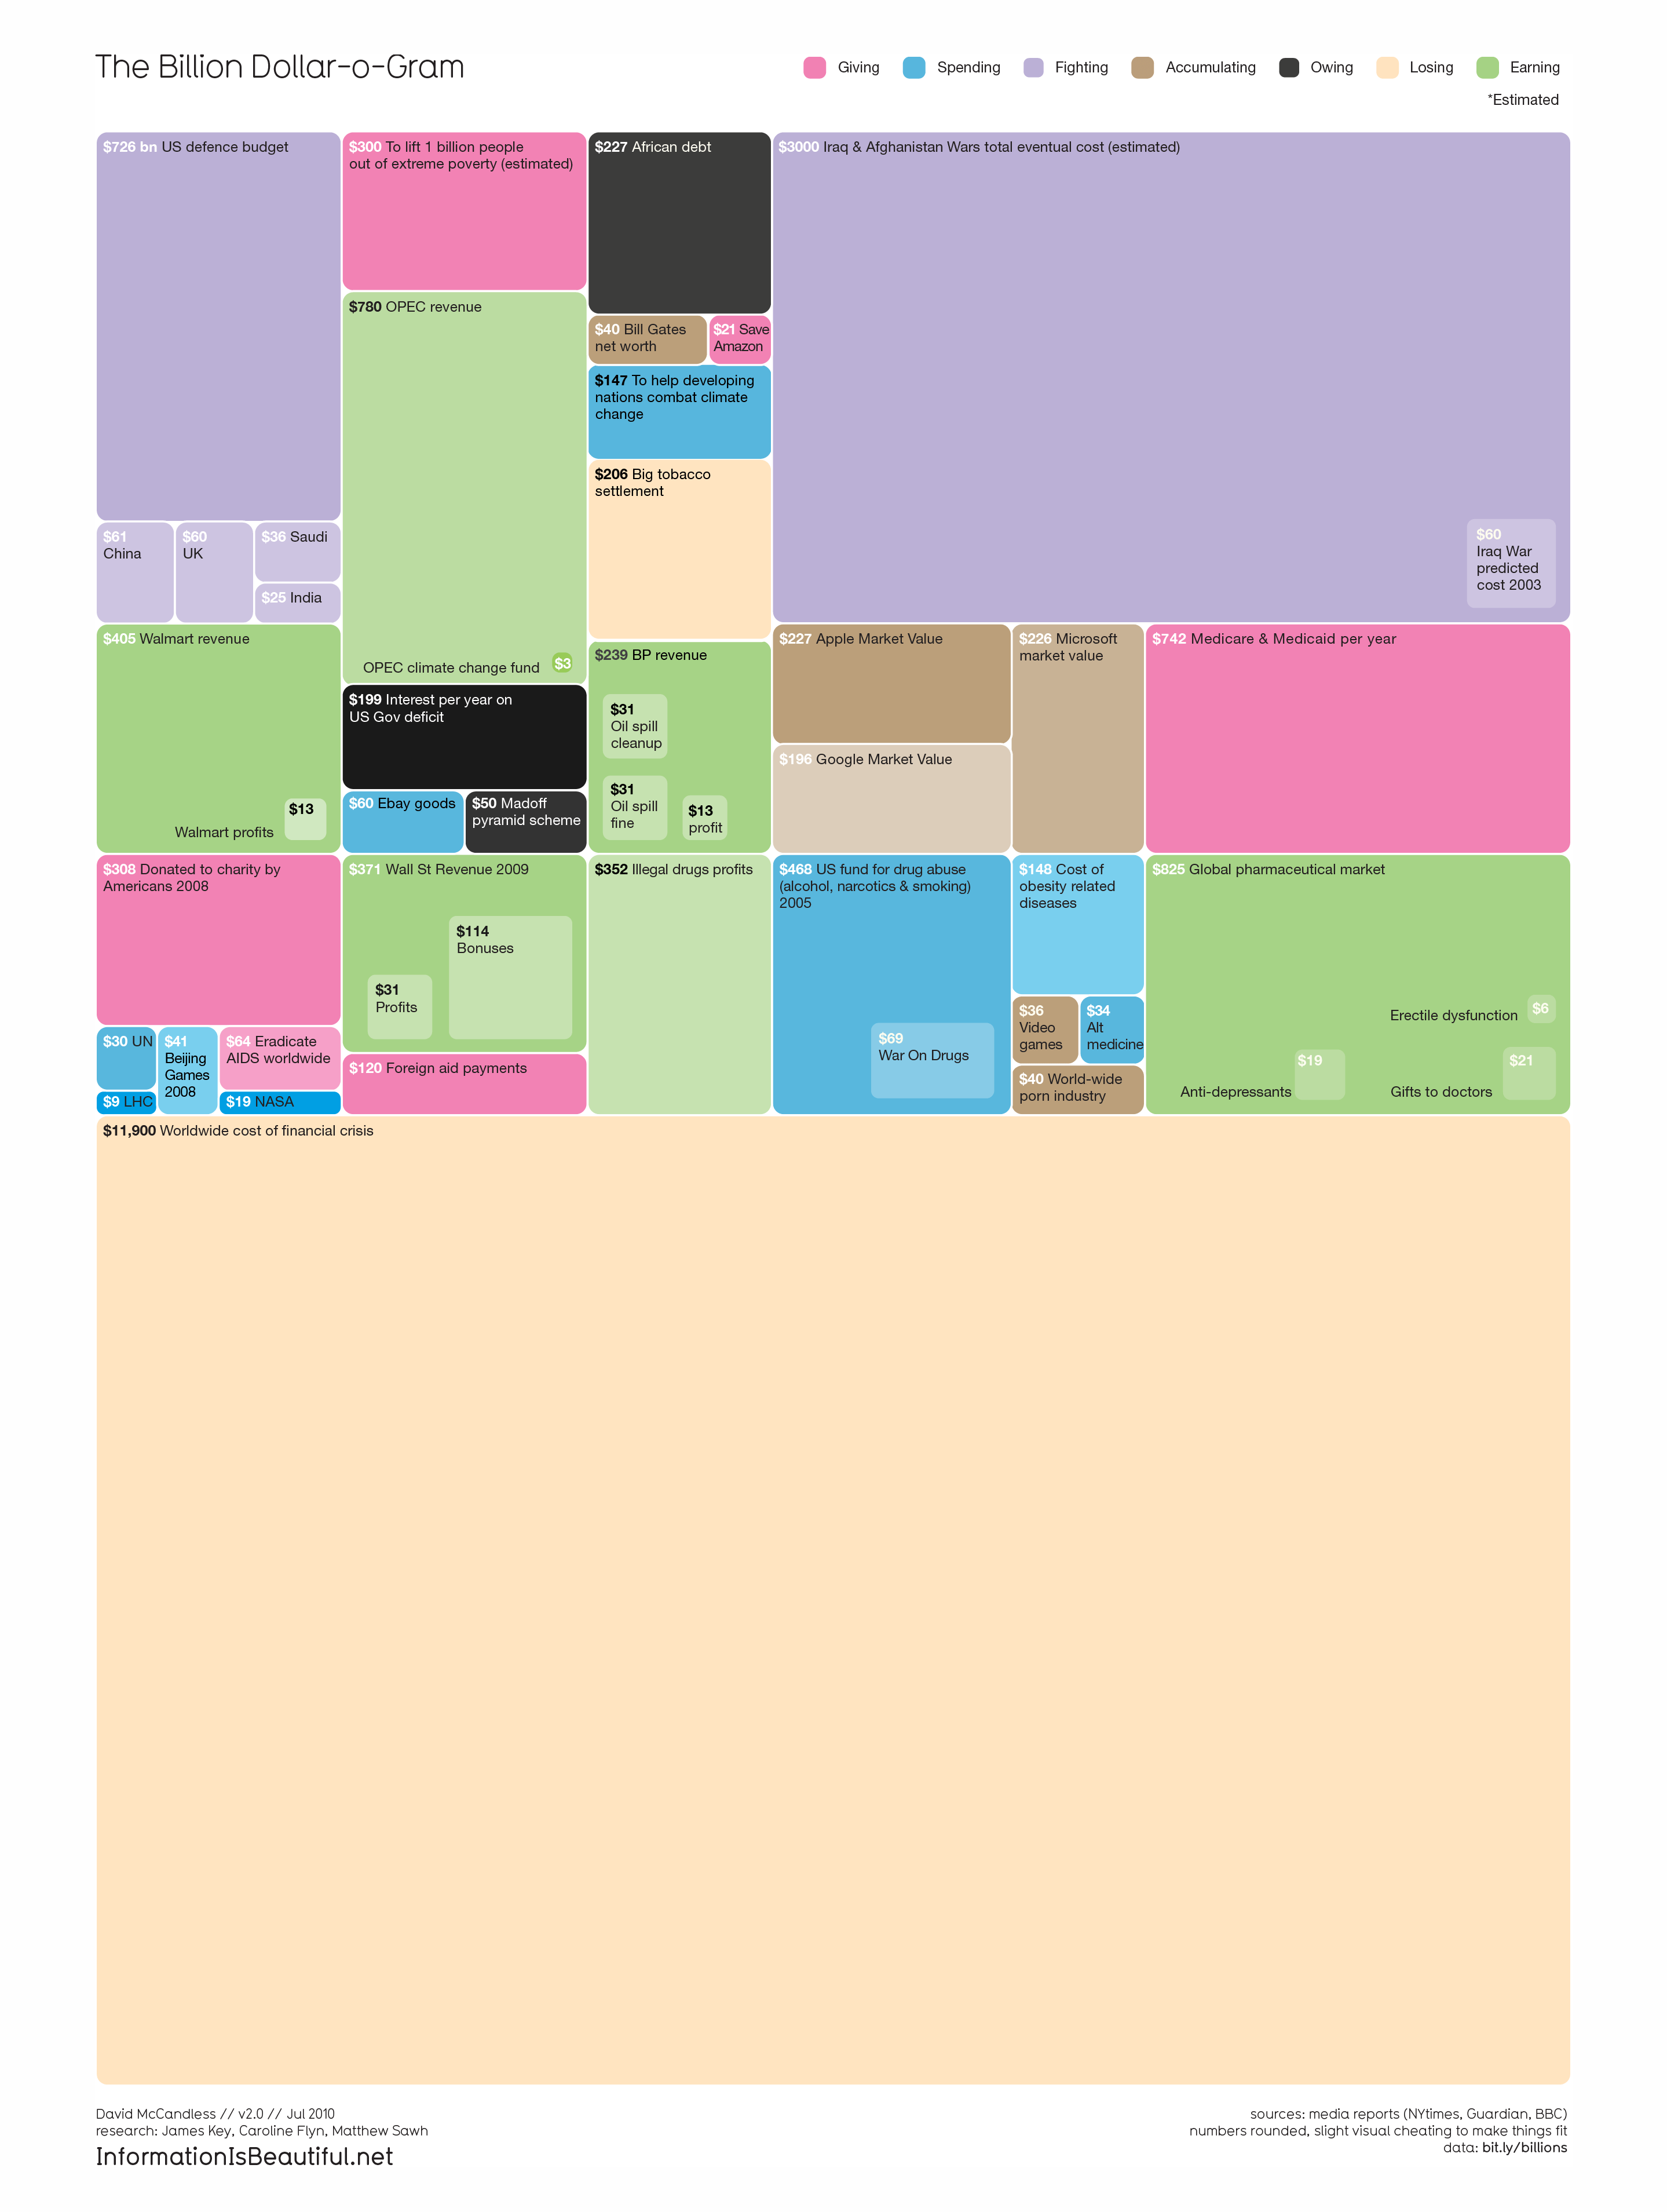 The Billion Dollar-o-Gram
Giving
Spending
Fighting
Accumulating
Owing
Losing
Earning
*Estimated
$726 bn US defence budget
$300 To lift 1 billion people
out of extreme poverty (estimated)
$227 African debt
$3000 Iraq & Afghanistan Wars total eventual cost (estimated)
$780 OPEC revenue
$40 Bill Gates
net worth
$21 Save
Amazon
$147 To help developing
nations combat climate
change
$206 Big tobacco
settlement
$61
China
$60
UK
$36 Saudi
$25 India
$60
Iraq War
predicted
cost 2003
$405 Walmart revenue
Walmart profits
$13
OPEC climate change fund
$3
$199 Interest per year on
US Gov deficit
$60 Ebay goods
$50 Madoff
pyramid scheme
$239 BP revenue
$31
Oil spill
cleanup
$31
Oil spill
fine
$13
profit
$227 Apple Market Value
$196 Google Market Value
$226 Microsoft
market value
$742 Medicare & Medicaid per year
$308 Donated to charity by
Americans 2008
$371 Wall St Revenue 2009
$114
Bonuses
$31
Profits
$352 Illegal drugs profits
$468 US fund for drug abuse
(alcohol, narcotics & smoking)
2005
$69
War On Drugs
$148 Cost of
obesity related
diseases
$36
Video
games
$34
Alt
medicine
$40 World-wide
porn industry
$825 Global pharmaceutical market
Erectile dysfunction
$6
Anti-depressants
$19
Gifts to doctors
$21
$30 UN
$41
Beijing
Games
2008
$64 Eradicate
AIDS worldwide
$9 LHC
$19 NASA
$120 Foreign aid payments
$11,900 Worldwide cost of financial crisis
David McCandless // v2.0 // Jul 2010
research: James Key, Caroline Flyn, Matthew Sawh
InformationIsBeautiful.net
sources: media reports (NYtimes, Guardian, BBC)
numbers rounded, slight visual cheating to make things fit
data: bit.ly/billions